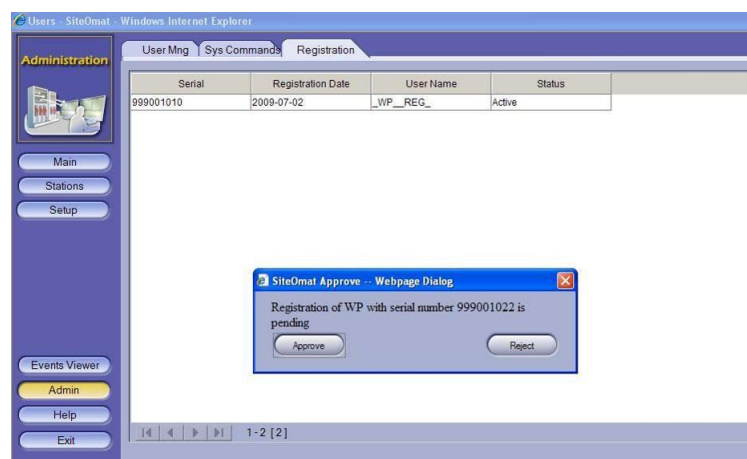 Users - SiteOmat - Windows Internet Explorer
Administration
User Mng Sys Commands Registration
Serial Registration Date User Name Status
999001010 2009-07-02 _WP__REG_ Active
Main
Stations
Setup
SiteOmat Approve -- Webpage Dialog
Registration of WP with serial number 999001022 is
pending
Approve Reject
Events Viewer
Admin
Help
Exit
1-2 [2]